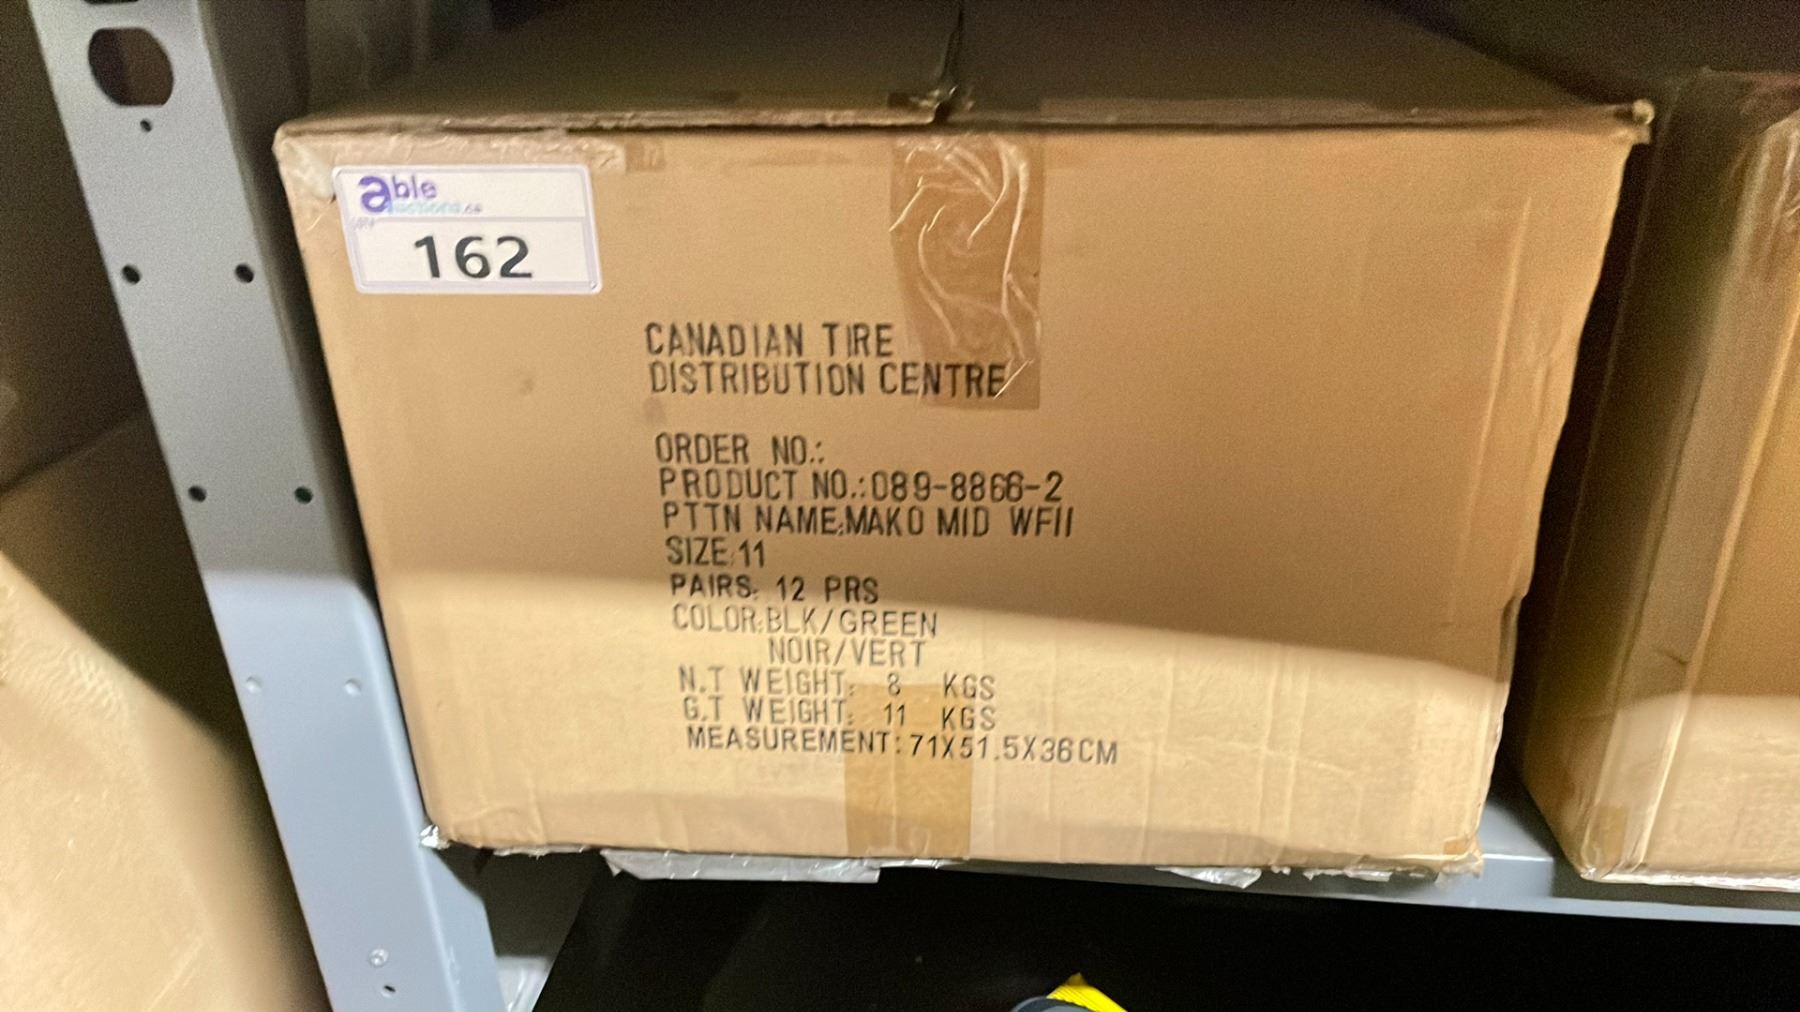 able
auctions.ca
162
CANADIAN TIRE
DISTRIBUTION CENTRE
ORDER NO.:
PRODUCT NO.:089-8866-2
PTTN NAME:MAKO MID WFII
SIZE:11
PAIRS: 12 PRS
COLOR:BLK/GREEN
NOIR/VERT
N.T WEIGHT: 8 KGS
G.T WEIGHT: 11 KGS
MEASUREMENT:71X51.5X36CM